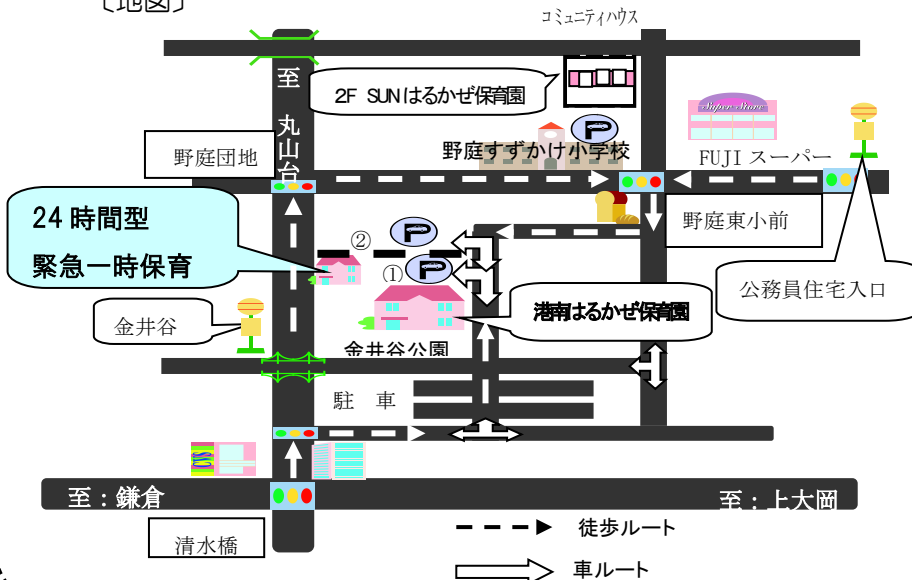 〔地図〕
コミュニティハウス
至 丸山台
2F SUNはるかぜ保育園
P
Super Store
野庭団地
野庭すずかけ小学校
FUJI スーパー
24 時間型
緊急一時保育
②
P
野庭東小前
①
P
公務員住宅入口
金井谷
港南はるかぜ保育園
金井谷公園
駐 車
至：鎌倉
至：上大岡
清水橋
徒歩ルート
車ルート